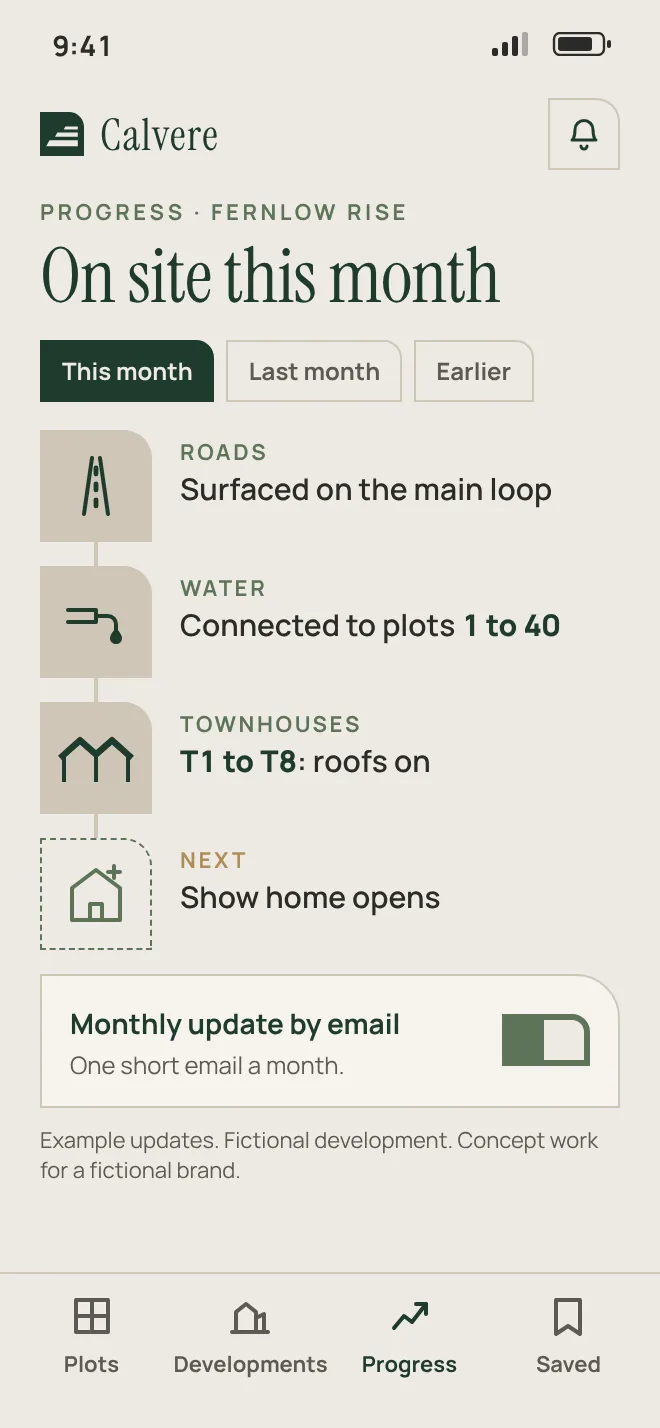 9:41
Calvere
PROGRESS · FERNLOW RISE
On site this month
This month
Last month
Earlier
ROADS
Surfaced on the main loop
WATER
Connected to plots 1 to 40
TOWNHOUSES
T1 to T8: roofs on
NEXT
Show home opens
Monthly update by email
One short email a month.
Example updates. Fictional development. Concept work
for a fictional brand.
Plots
Developments
Progress
Saved